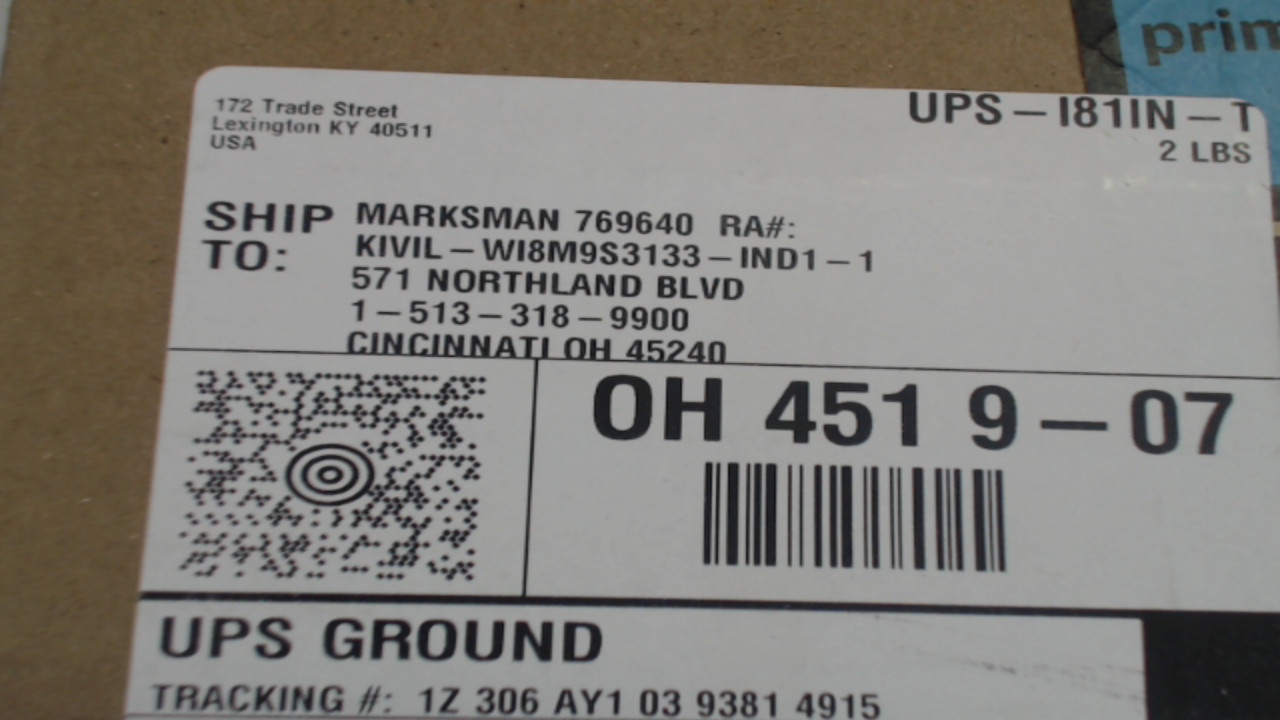 prim
172 Trade Street
Lexington KY 40511
USA
UPS-I81IN-T
2 LBS
SHIP TO:
MARKSMAN 769640 RA#:
KIVIL-WI8M9S3133-IND1-1
571 NORTHLAND BLVD
1-513-318-9900
CINCINNATI OH 45240
OH 451 9-07
UPS GROUND
TRACKING #: 1Z 306 AY1 03 9381 4915